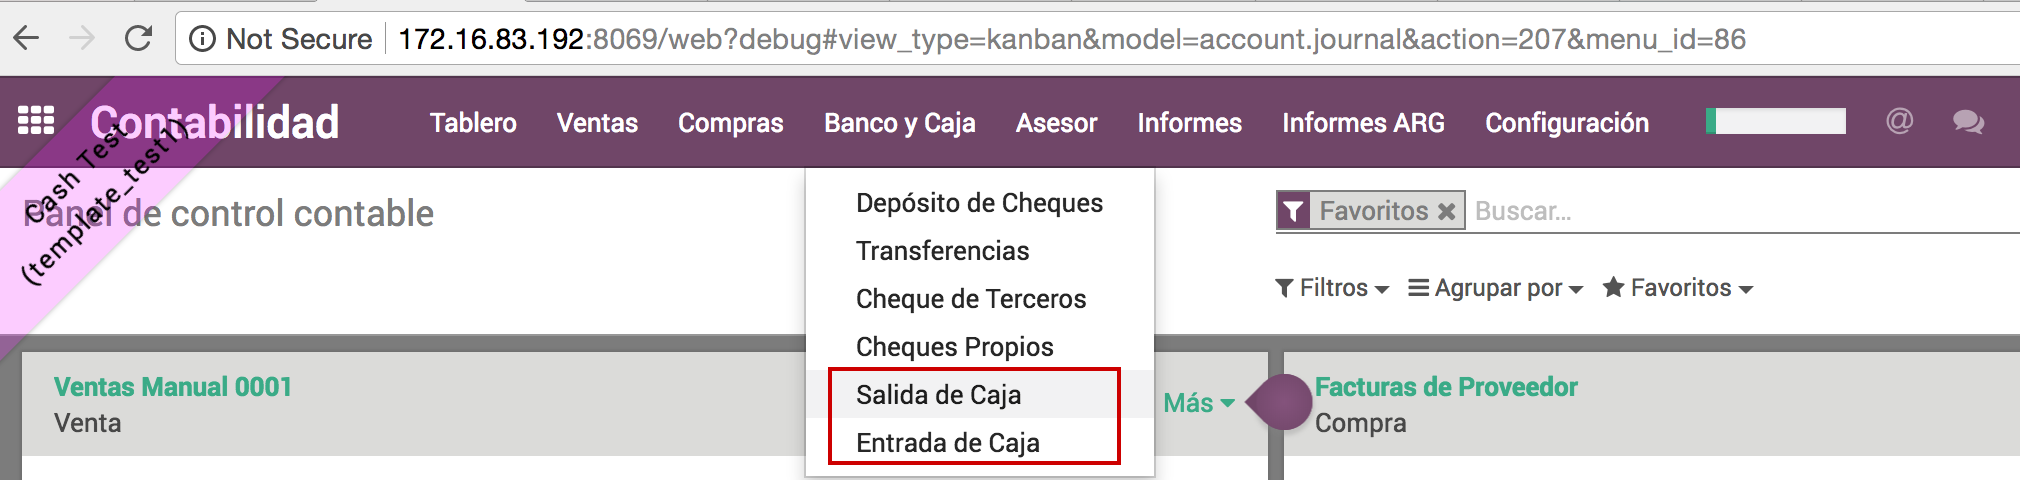 Not Secure 172.16.83.192:8069/web?debug#view_type=kanban&model=account.journal&action=207&menu_id=86
Contabilidad Tablero Ventas Compras Banco y Caja Asesor Informes Informes ARG Configuración @
Cash Test
(template_test1)
Panel de control contable
Depósito de Cheques
Transferencias
Cheque de Terceros
Cheques Propios
Salida de Caja
Entrada de Caja
Favoritos Buscar...
Filtros Agrupar por Favoritos
Ventas Manual 0001
Venta
Más
Facturas de Proveedor
Compra